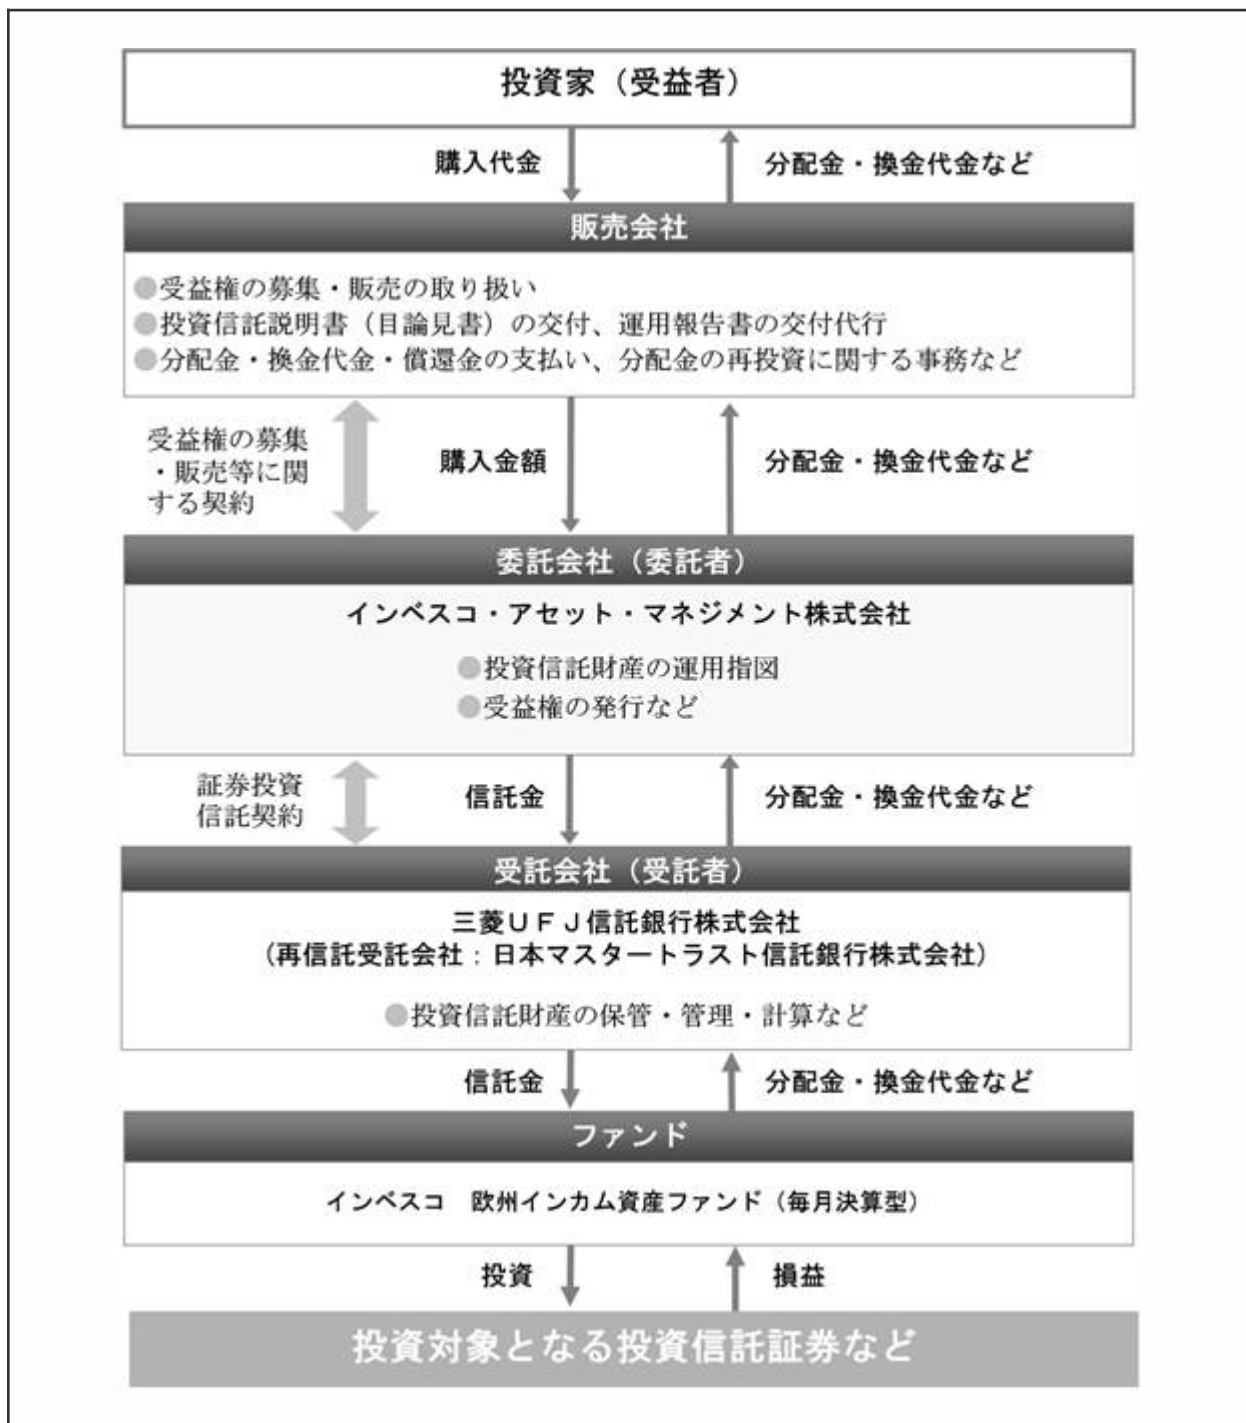 投資家（受益者）
購入代金
分配金・換金代金など
販売会社
●受益権の募集・販売の取り扱い
●投資信託説明書（目論見書）の交付、運用報告書の交付代行
●分配金・換金代金・償還金の支払い、分配金の再投資に関する事務など
受益権の募集
・販売等に関
する契約
購入金額
分配金・換金代金など
委託会社（委託者）
インベスコ・アセット・マネジメント株式会社
●投資信託財産の運用指図
●受益権の発行など
証券投資
信託契約
信託金
分配金・換金代金など
受託会社（受託者）
三菱ＵＦＪ信託銀行株式会社
（再信託受託会社：日本マスタートラスト信託銀行株式会社）
●投資信託財産の保管・管理・計算など
信託金
分配金・換金代金など
ファンド
インベスコ　欧州インカム資産ファンド（毎月決算型）
投資
損益
投資対象となる投資信託証券など